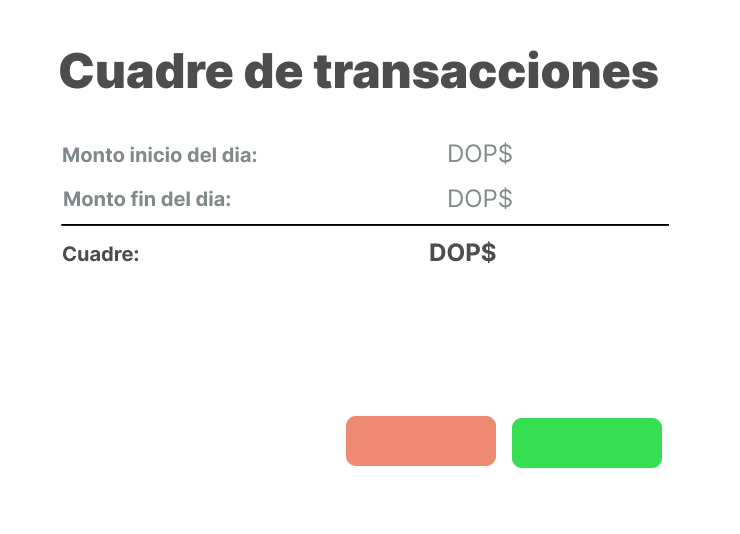 Cuadre de transacciones
Monto inicio del dia: DOP$
Monto fin del dia: DOP$
Cuadre: DOP$